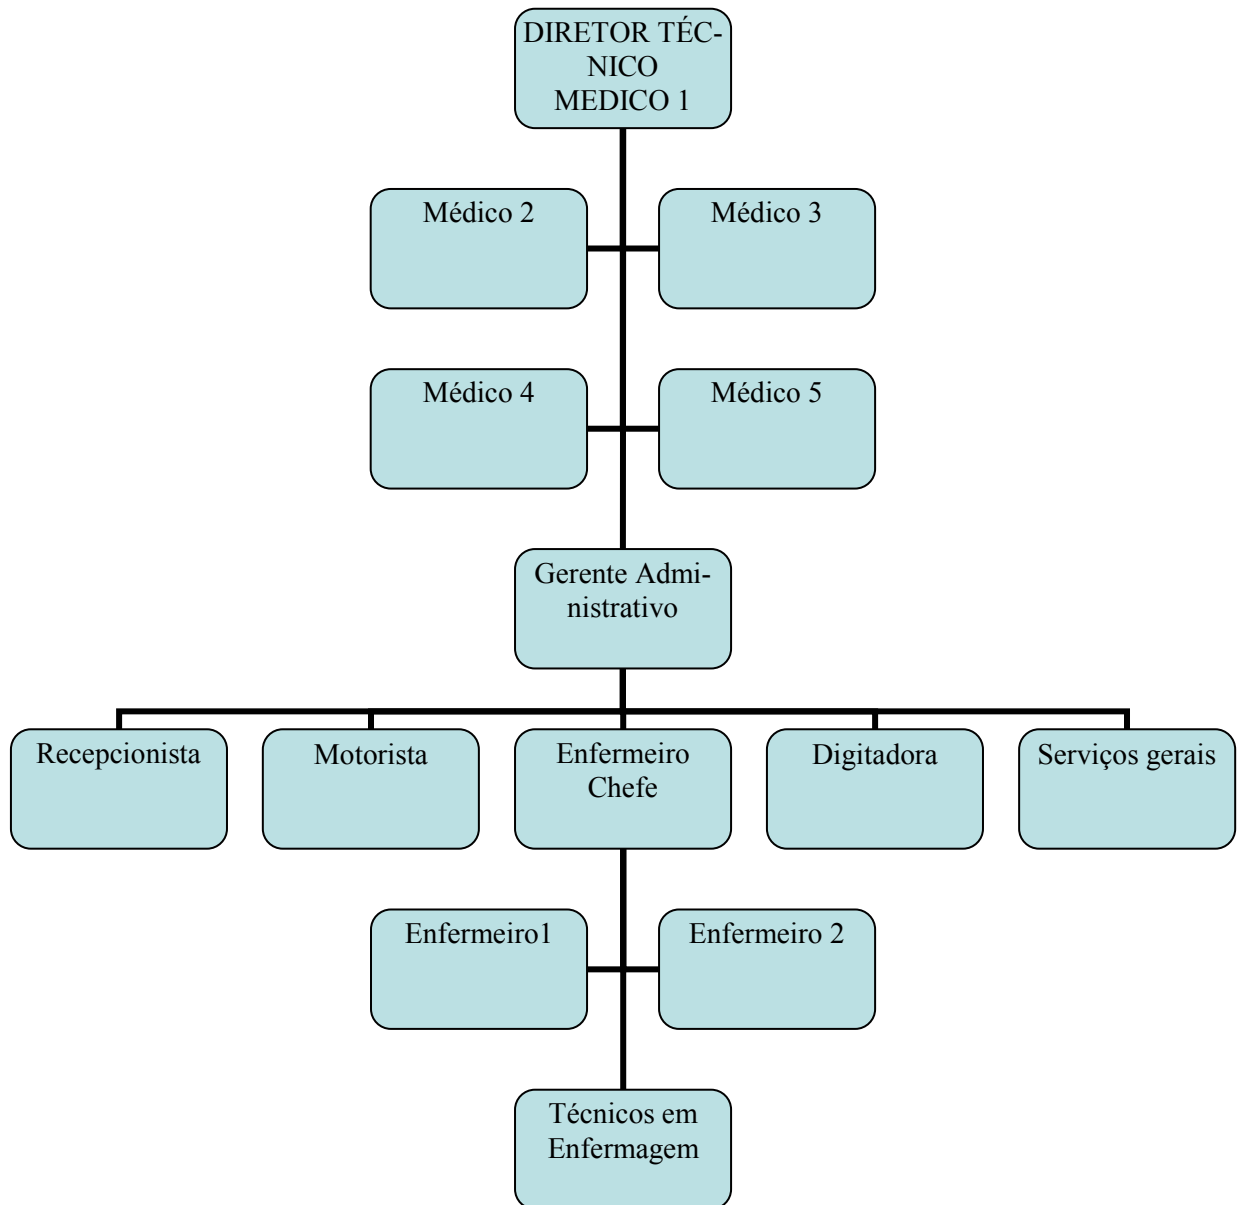 DIRETOR TÉC-
NICO
MEDICO 1
Médico 2
Médico 3
Médico 4
Médico 5
Gerente Admi-
nistrativo
Recepcionista
Motorista
Enfermeiro
Chefe
Digitadora
Serviços gerais
Enfermeiro1
Enfermeiro 2
Técnicos em
Enfermagem